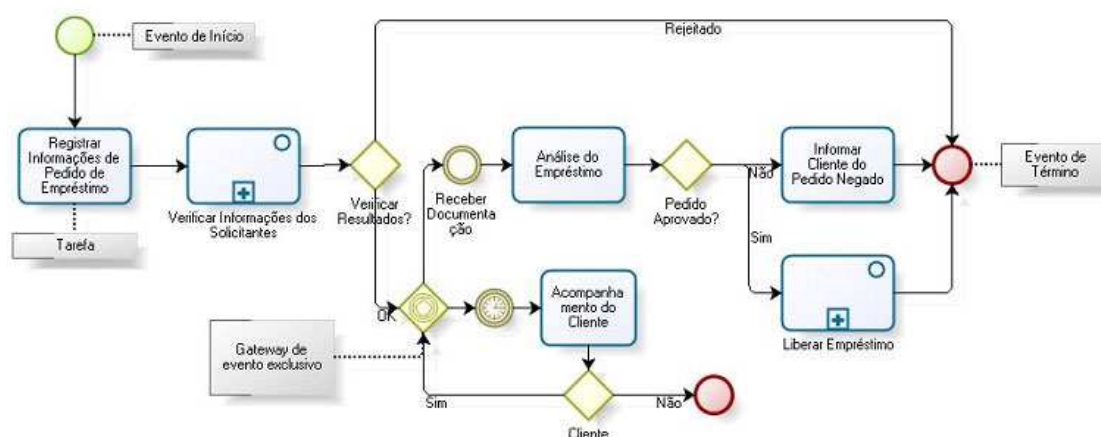 Evento de Início
Rejeitado
Registrar
Informações de
Pedido de
Empréstimo
Verificar Informações dos
Solicitantes
Tarefa
Verificar
Resultados?
OK
Receber
Documenta
ção
Análise do
Empréstimo
Pedido
Aprovado?
Não
Sim
Informar
Cliente do
Pedido Negado
Evento de
Término
Liberar Empréstimo
Gateway de
evento exclusivo
Acompanha
mento do
Cliente
Sim
Não
Cliente